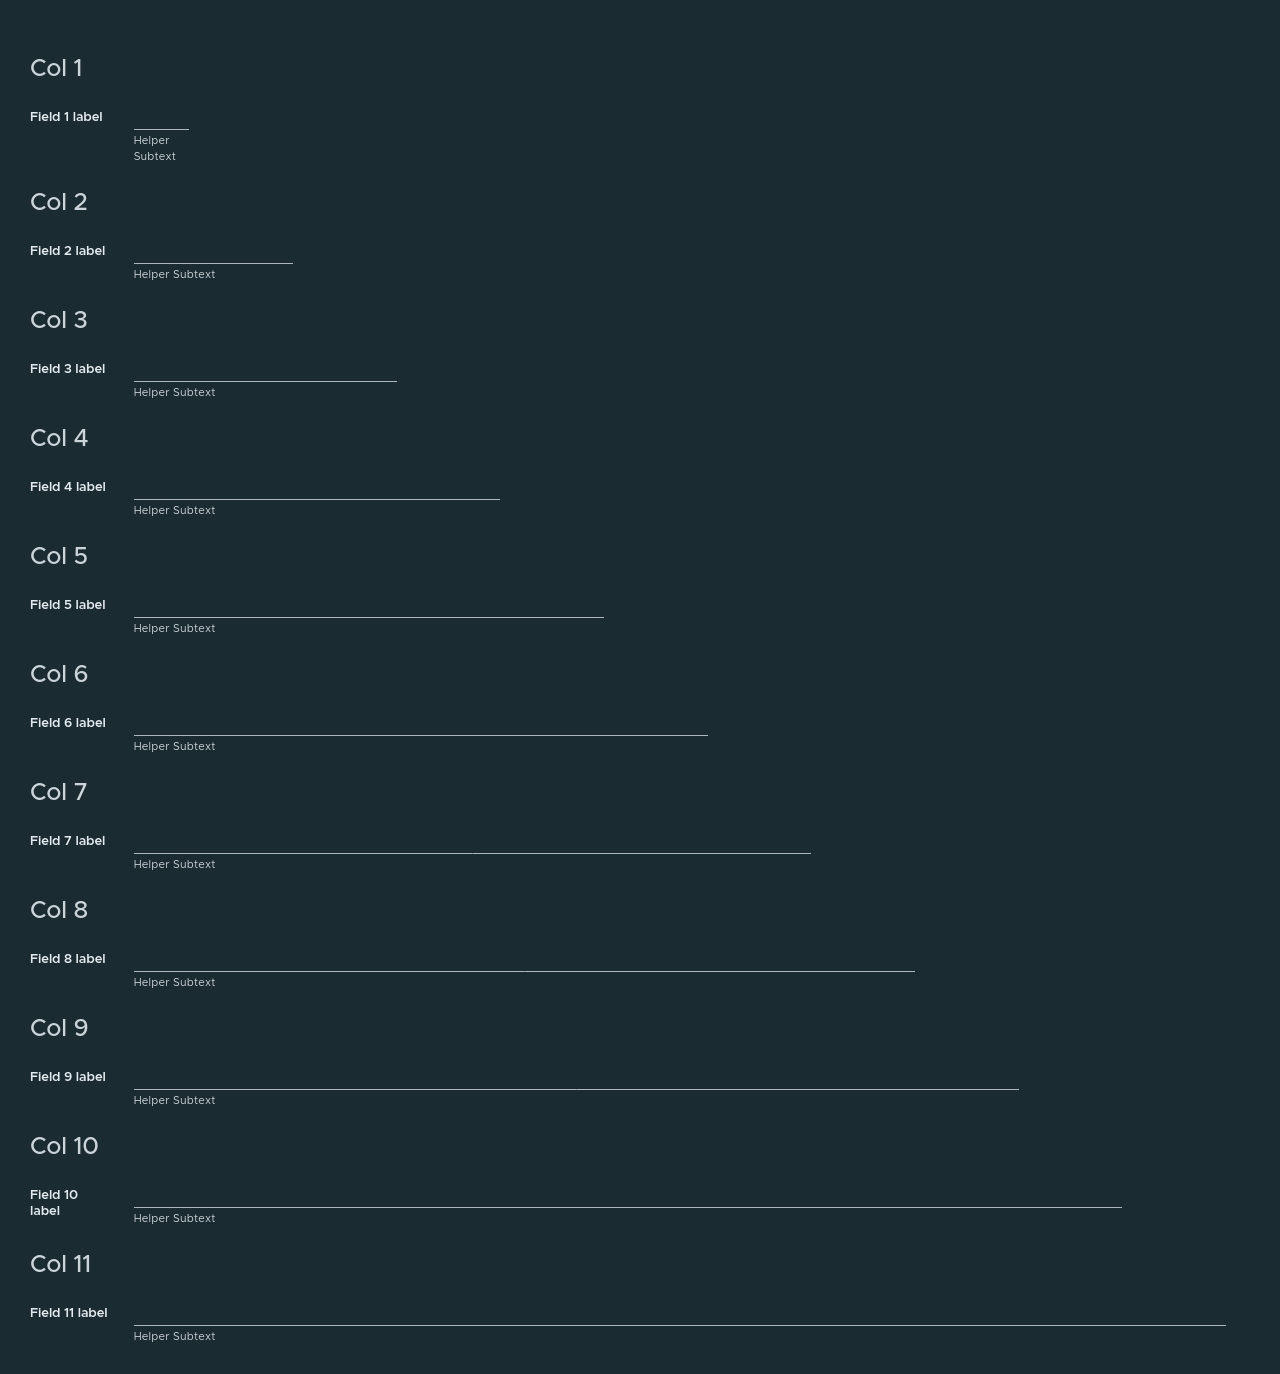 Col 1
Field 1 label
Helper
Subtext
Col 2
Field 2 label
Helper Subtext
Col 3
Field 3 label
Helper Subtext
Col 4
Field 4 label
Helper Subtext
Col 5
Field 5 label
Helper Subtext
Col 6
Field 6 label
Helper Subtext
Col 7
Field 7 label
Helper Subtext
Col 8
Field 8 label
Helper Subtext
Col 9
Field 9 label
Helper Subtext
Col 10
Field 10
label
Helper Subtext
Col 11
Field 11 label
Helper Subtext